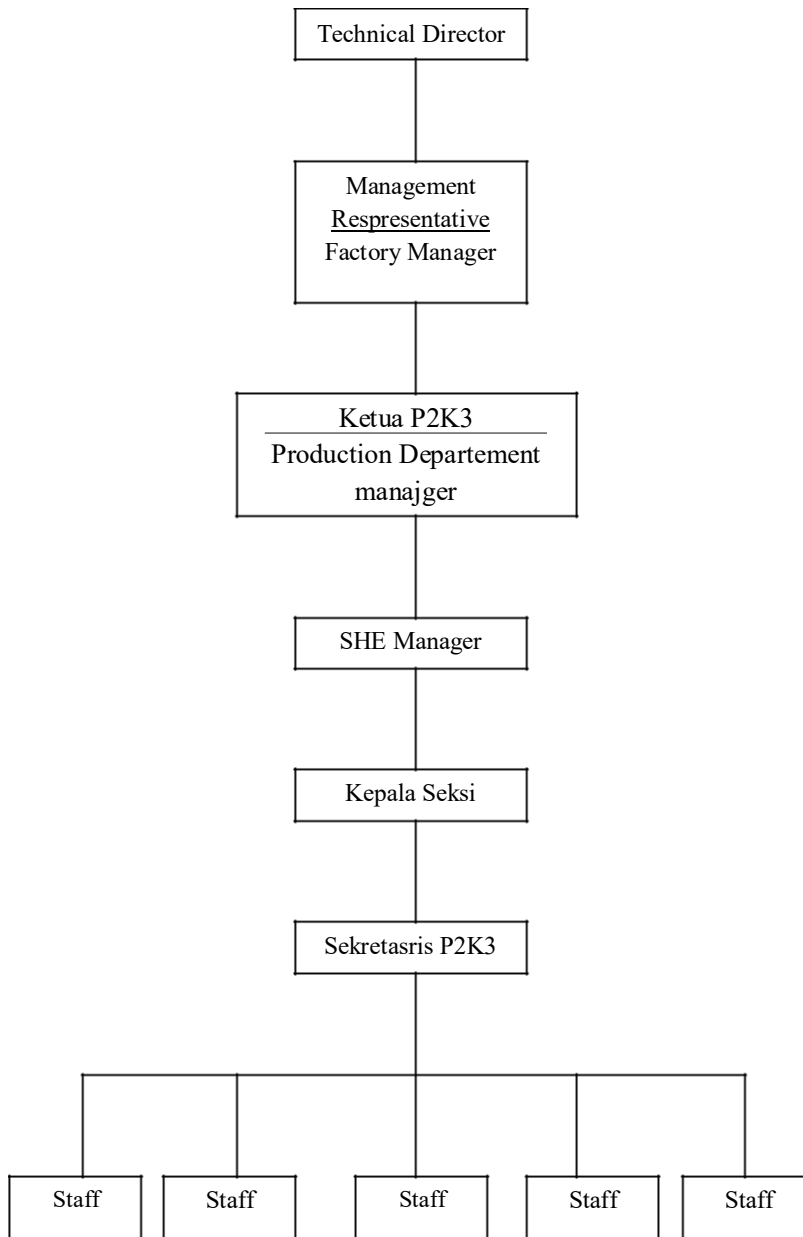 Technical Director
Management
Respresentative
Factory Manager
Ketua P2K3
Production Departement
manajger
SHE Manager
Kepala Seksi
Sekretasris P2K3
Staff
Staff
Staff
Staff
Staff